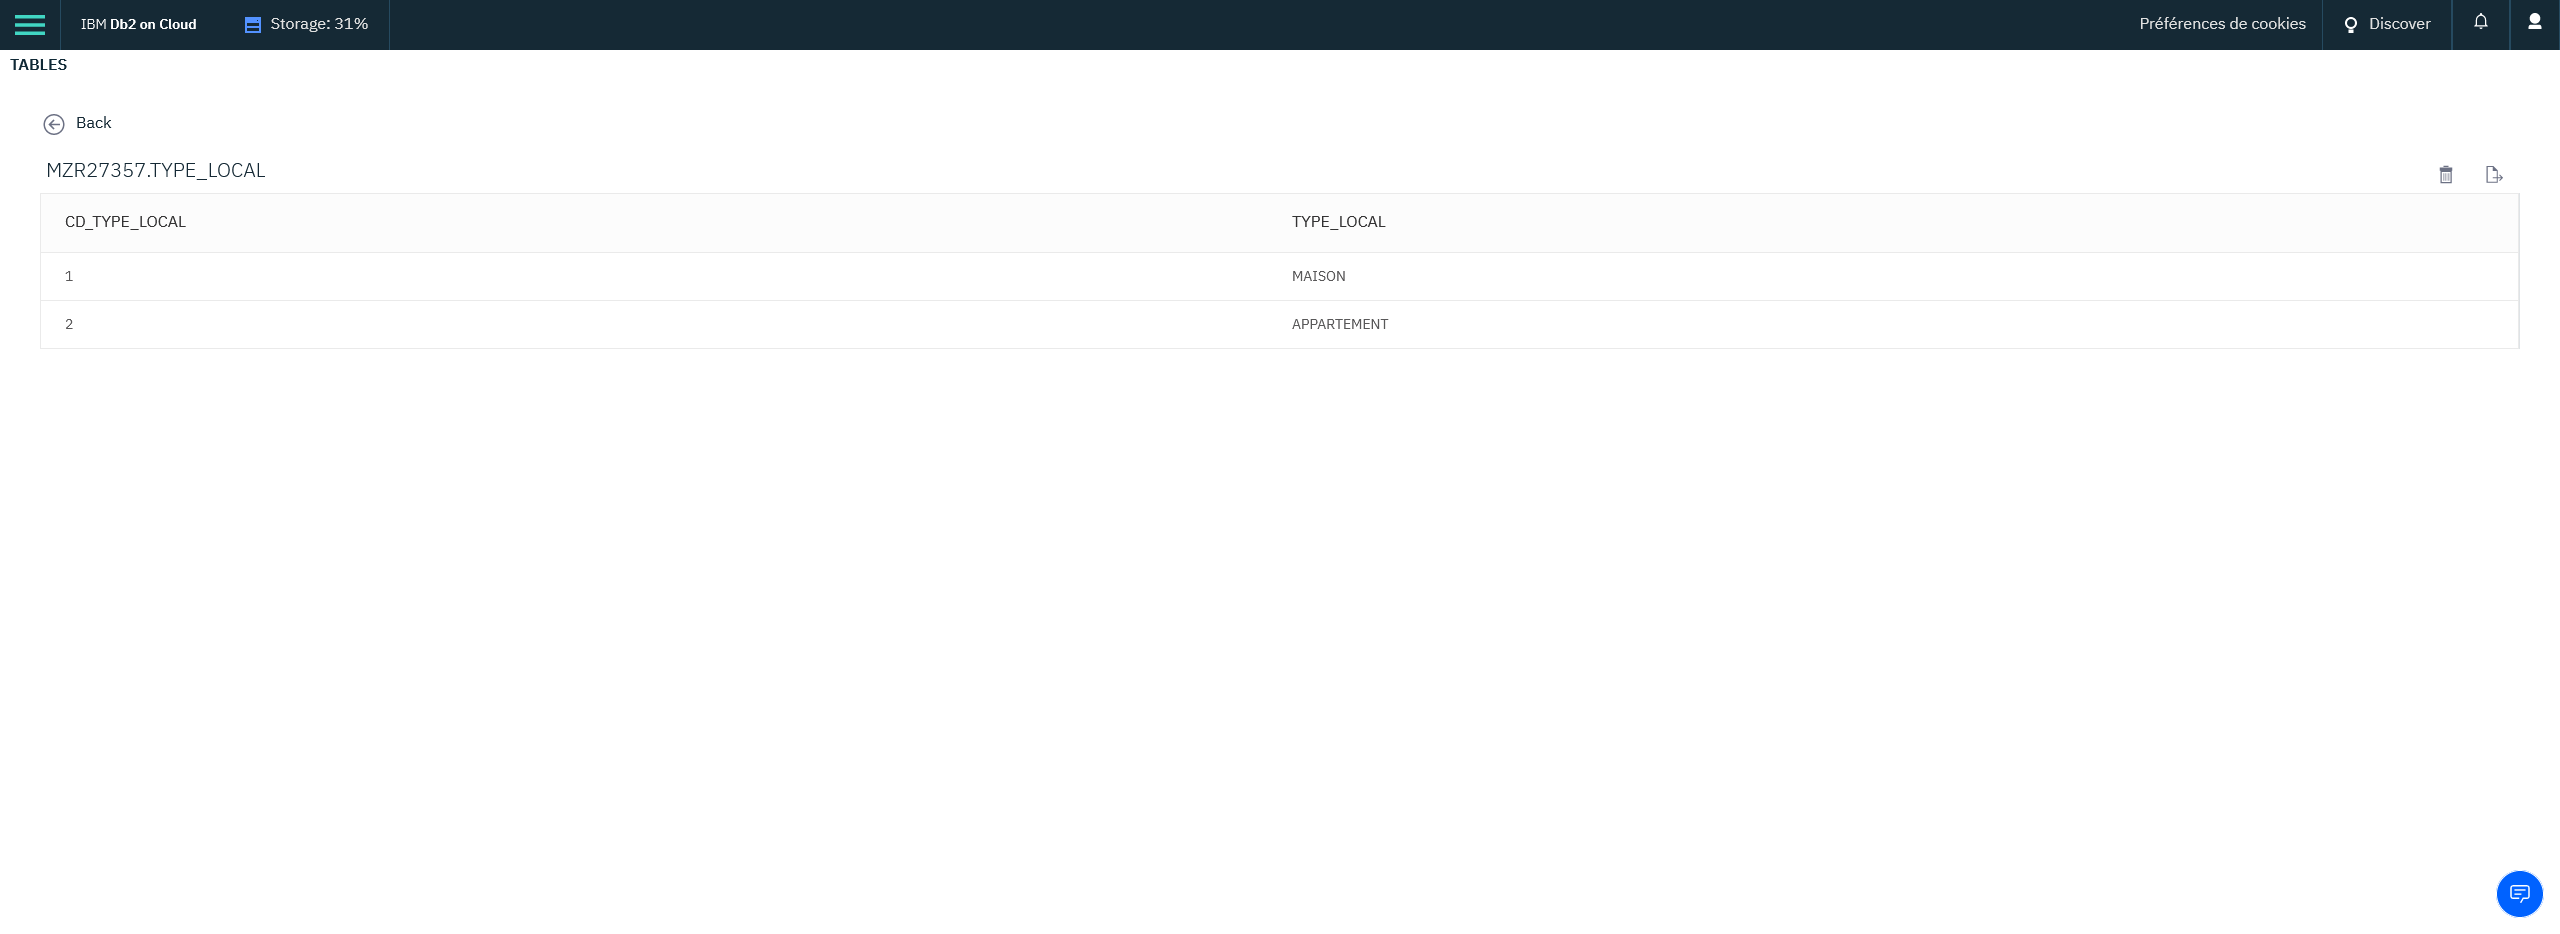 IBM Db2 on Cloud Storage: 31% Préférences de cookies Discover
TABLES
Back
MZR27357.TYPE_LOCAL
CD_TYPE_LOCAL TYPE_LOCAL
1 MAISON
2 APPARTEMENT